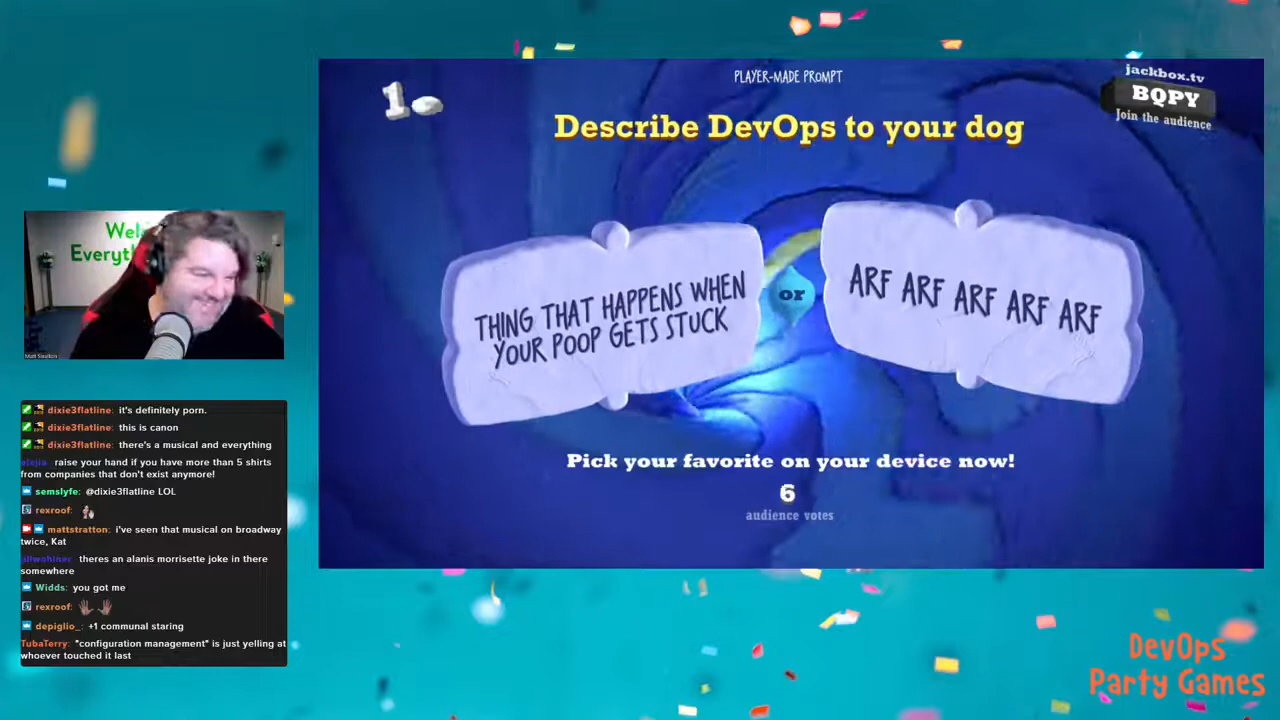 PLAYER-MADE PROMPT
jackbox.tv
BQPY
Join the audience
Describe DevOps to your dog
THING THAT HAPPENS WHEN
YOUR POOP GETS STUCK
or
ARF ARF ARF ARF ARF
Pick your favorite on your device now!
6
audience votes
Matt Stratton
dixie3flatline: it's definitely porn.
dixie3flatline: this is canon
dixie3flatline: there's a musical and everything
raise your hand if you have more than 5 shirts
from companies that don't exist anymore!
semslyfe: @dixie3flatline LOL
rexroof:
mattstratton: i've seen that musical on broadway
twice, Kat
theres an alanis morrisette joke in there
somewhere
Widds: you got me
rexroof:
depiglio_: +1 communal staring
TubaTerry: "configuration management" is just yelling at
whoever touched it last
DevOps
Party Games